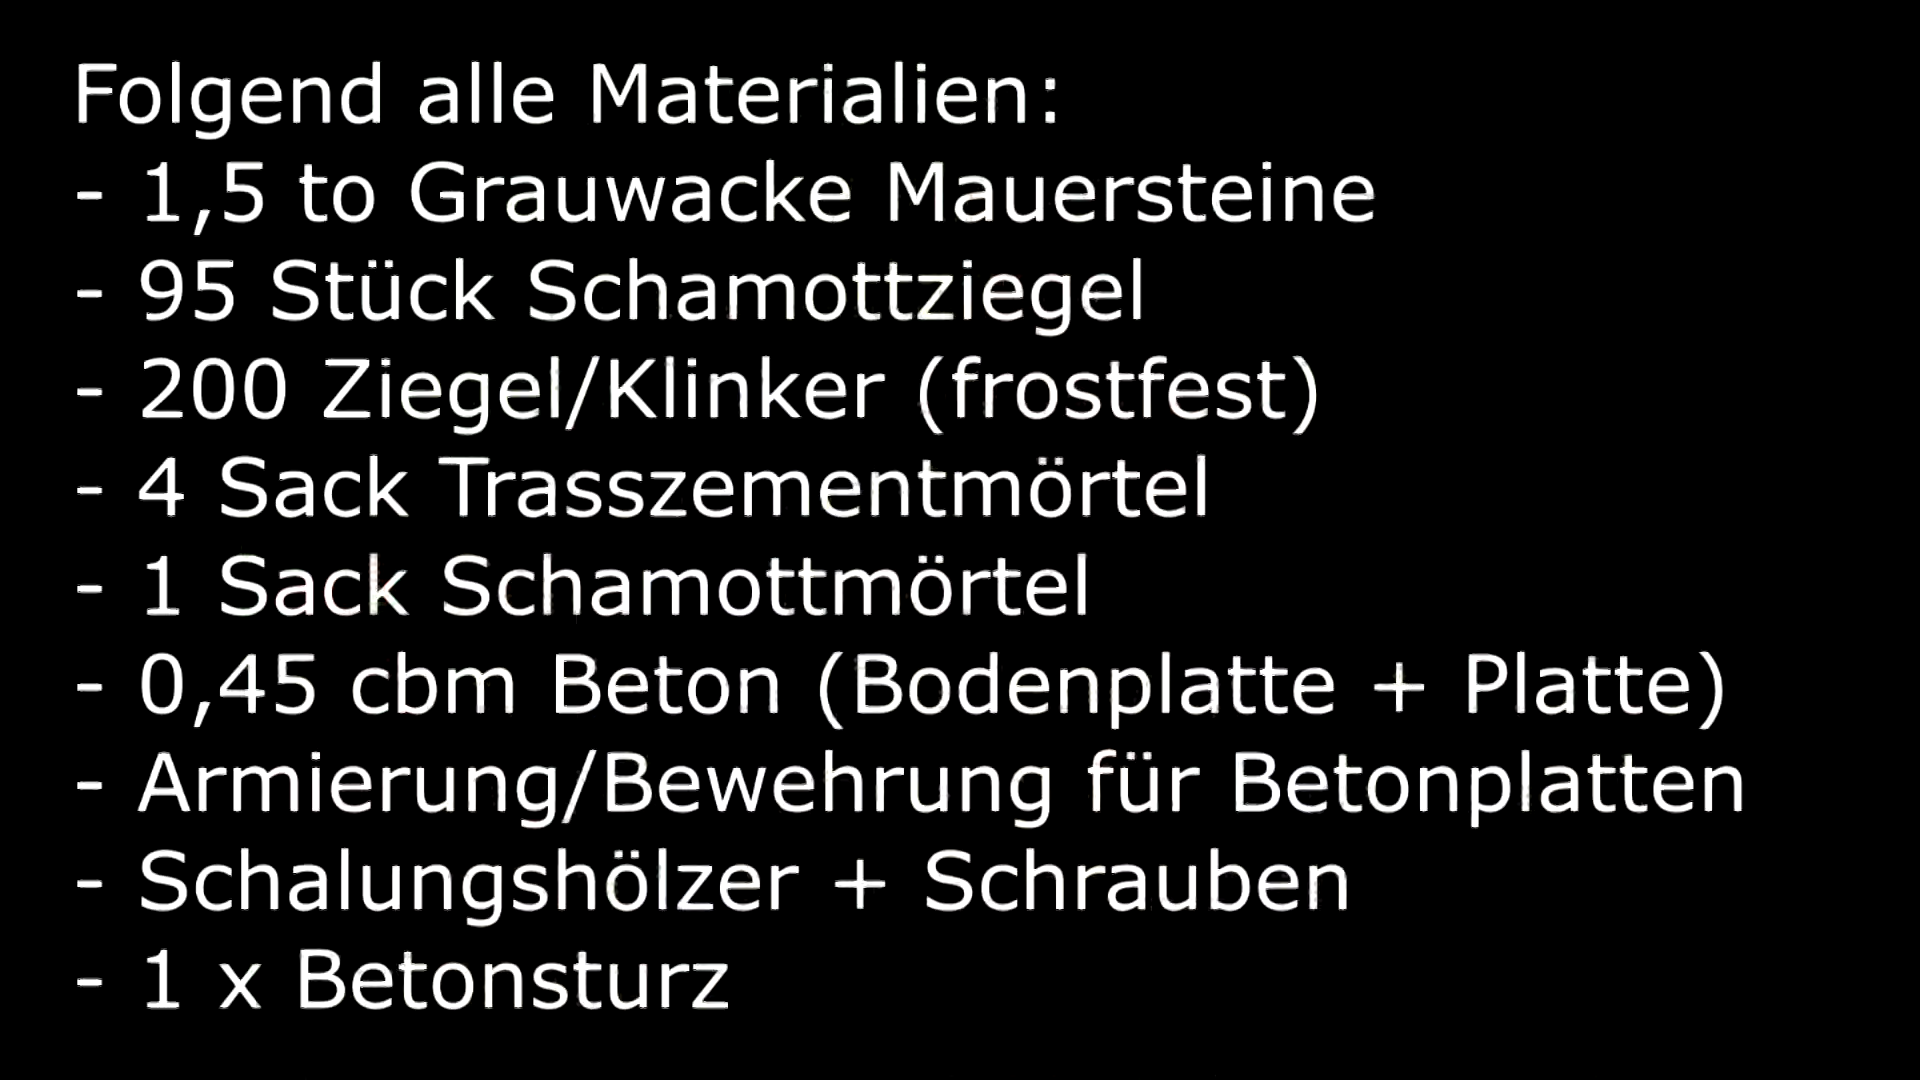 Folgend alle Materialien:
- 1,5 to Grauwacke Mauersteine
- 95 Stück Schamottziegel
- 200 Ziegel/Klinker (frostfest)
- 4 Sack Trasszementmörtel
- 1 Sack Schamottmörtel
- 0,45 cbm Beton (Bodenplatte + Platte)
- Armierung/Bewehrung für Betonplatten
- Schalungshölzer + Schrauben
- 1 x Betonsturz